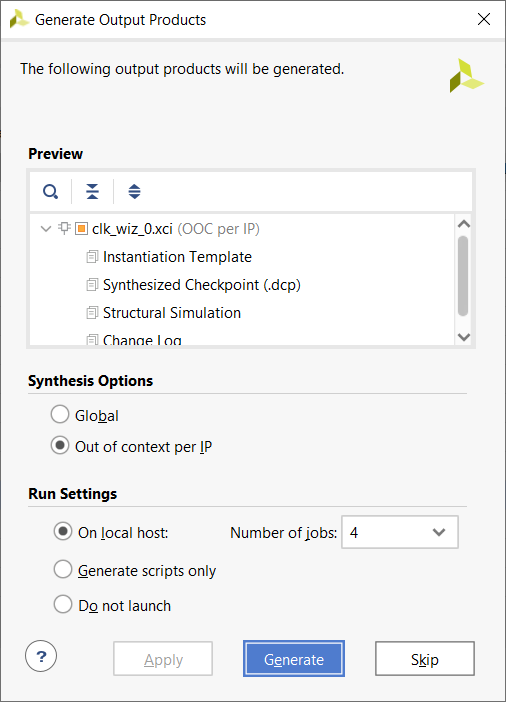 Generate Output Products
The following output products will be generated.
Preview
clk_wiz_0.xci (OOC per IP)
Instantiation Template
Synthesized Checkpoint (.dcp)
Structural Simulation
Change Log
Synthesis Options
Global
Out of context per IP
Run Settings
On local host: Number of jobs: 4
Generate scripts only
Do not launch
? Apply Generate Skip